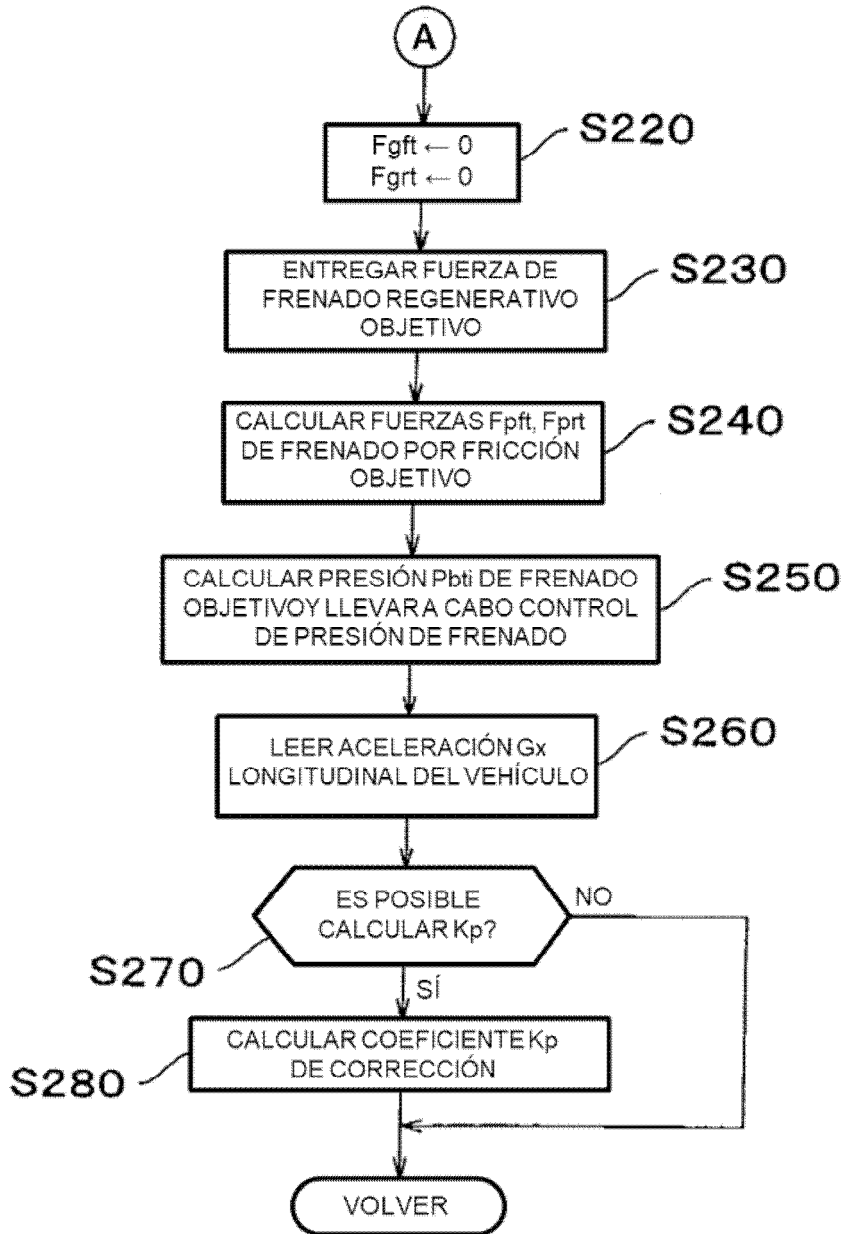 A
Fgft ← 0
Fgrt ← 0
S220
ENTREGAR FUERZA DE
FRENADO REGENERATIVO
OBJETIVO
S230
CALCULAR FUERZAS Fpft, Fprt
DE FRENADO POR FRICCIÓN
OBJETIVO
S240
CALCULAR PRESIÓN Pbti DE FRENADO
OBJETIVOY LLEVARA CABO CONTROL
DE PRESIÓN DE FRENADO
S250
LEER ACELERACIÓN Gx
LONGITUDINAL DEL VEHÍCULO
S260
ES POSIBLE
CALCULAR Kp?
NO
S270
SÍ
CALCULAR COEFICIENTE Kp
DE CORRECCIÓN
S280
VOLVER